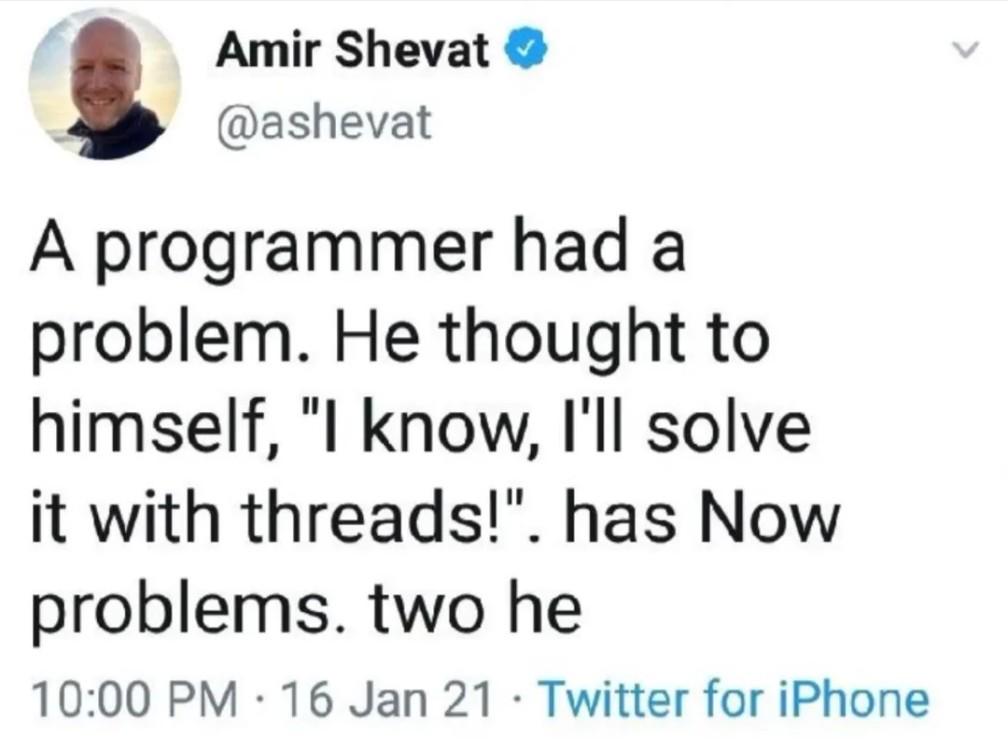 Amir Shevat
@ashevat
A programmer had a
problem. He thought to
himself, "I know, I'll solve
it with threads!". has Now
problems. two he
10:00 PM · 16 Jan 21 · Twitter for iPhone